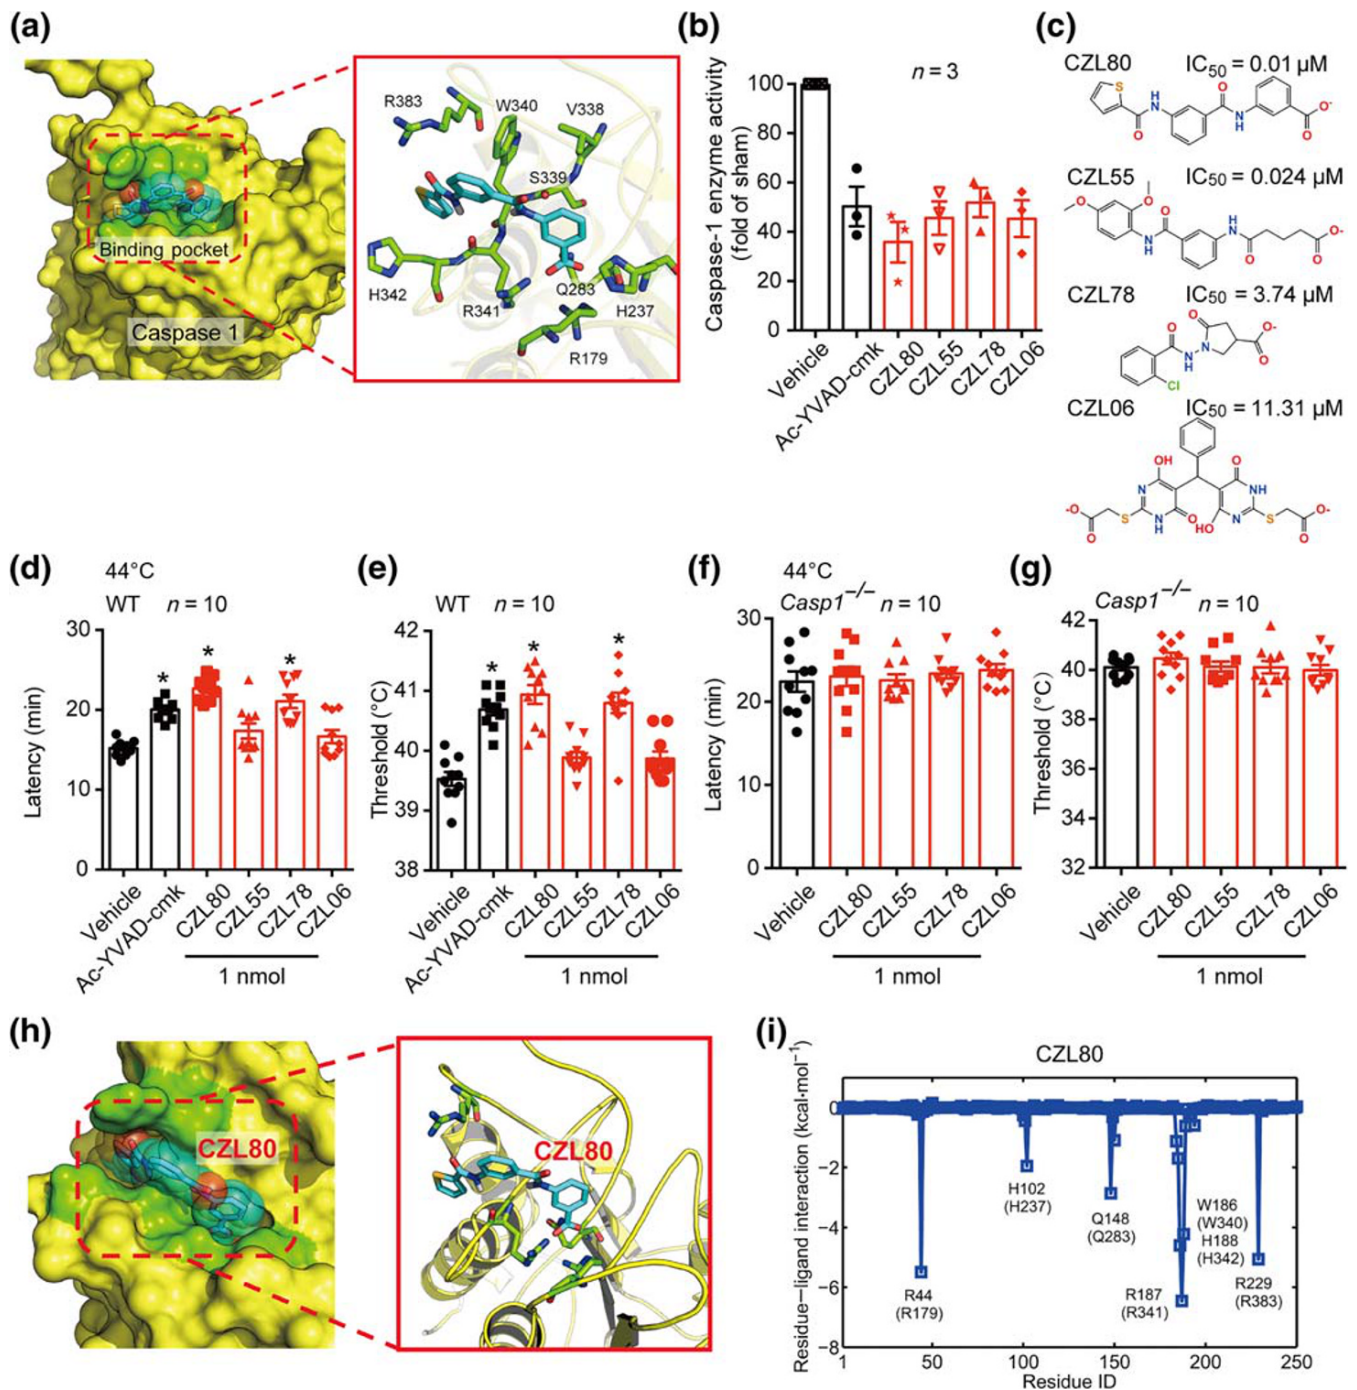 (a)
R383
W340
V338
S339
Binding pocket
H342
R341
Q283
H237
R179
Caspase 1
(b)
n = 3
Caspase-1 enzyme activity
(fold of sham)
100
80
60
40
20
0
Vehicle
Ac-YVAD-cmk
CZL80
CZL55
CZL78
CZL06
(c)
CZL80 IC50 = 0.01 μM
S
H
N
O
O
N
H
O-
O
CZL55 IC50 = 0.024 μM
O
O
O
N
H
H
N
O
O
O-
CZL78 IC50 = 3.74 μM
O
O
N
H
N
O-
O
Cl
CZL06 IC50 = 11.31 μM
OH
O
-O
O
S
N
NH
O
NH
N
HO
S
O-
O
(d)
44°C
WT n = 10
Latency (min)
30
20
10
0
*
*
*
Vehicle
Ac-YVAD-cmk
CZL80
CZL55
CZL78
CZL06
1 nmol
(e)
WT n = 10
Threshold (°C)
42
41
40
39
38
*
*
*
Vehicle
Ac-YVAD-cmk
CZL80
CZL55
CZL78
CZL06
1 nmol
(f)
44°C
Casp1−/− n = 10
Latency (min)
30
20
10
0
Vehicle
CZL80
CZL55
CZL78
CZL06
1 nmol
(g)
Casp1−/− n = 10
Threshold (°C)
42
40
38
36
34
32
Vehicle
CZL80
CZL55
CZL78
CZL06
1 nmol
(h)
CZL80
CZL80
(i)
CZL80
Residue−ligand interaction (kcal·mol−1)
0
−2
−4
−6
−8
H102
(H237)
Q148
(Q283)
W186
(W340)
H188
(H342)
R44
(R179)
R187
(R341)
R229
(R383)
1
50
100
150
200
250
Residue ID